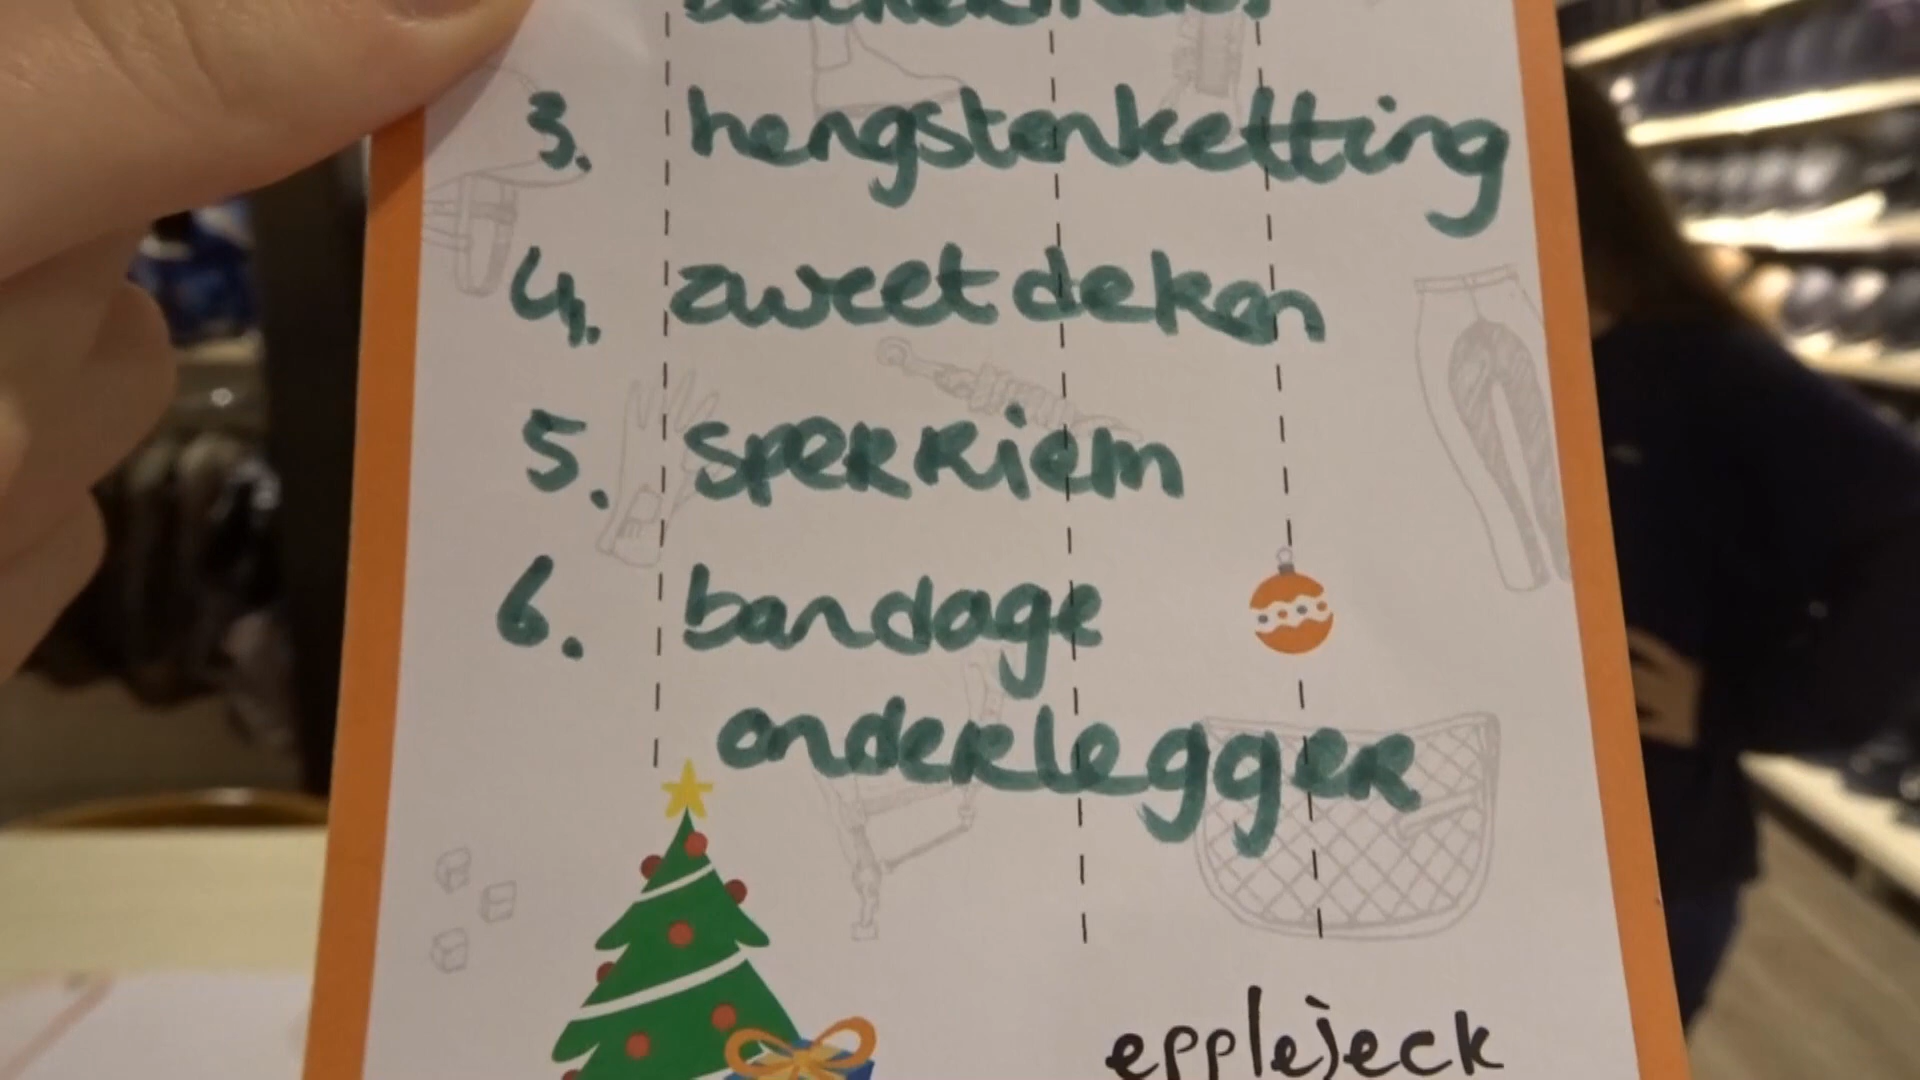 3. hengstenketting
4. zweetdeken
5. sperriem
6. bandage
onderlegger
epplejeck